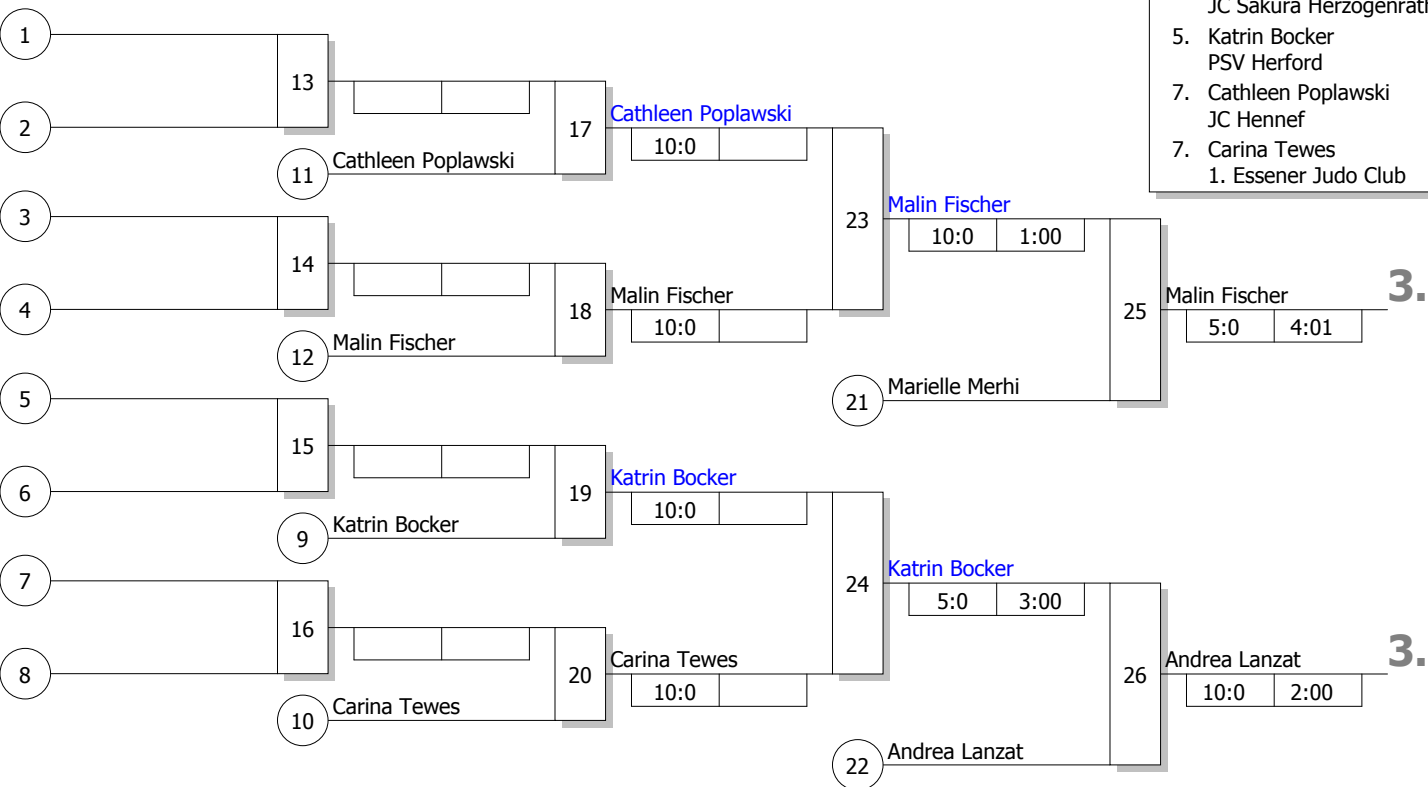 JC Sakura Herzogenrath
5. Katrin Bocker
PSV Herford
7. Cathleen Poplawski
JC Hennef
7. Carina Tewes
1. Essener Judo Club
1
13
2
17
Cathleen Poplawski
10:0
11
Cathleen Poplawski
3
23
Malin Fischer
10:0 1:00
14
4
18
Malin Fischer
10:0
25
Malin Fischer
3.
5:0 4:01
12
Malin Fischer
5
21
Marielle Merhi
15
6
19
Katrin Bocker
10:0
9
Katrin Bocker
7
24
Katrin Bocker
5:0 3:00
16
8
20
Carina Tewes
10:0
26
Andrea Lanzat
3.
10:0 2:00
10
Carina Tewes
22
Andrea Lanzat